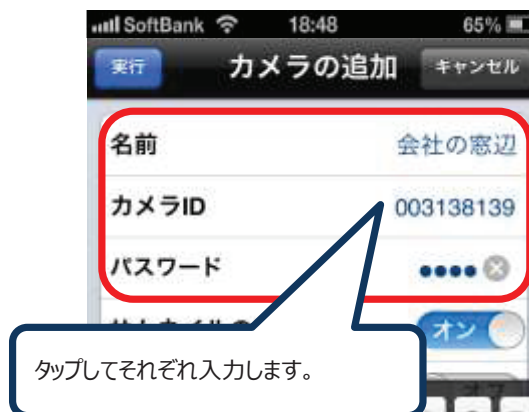 SoftBank 18:48 65%
実行 カメラの追加 キャンセル
名前 会社の窓辺
カメラID 003138139
パスワード ●●●●
オン
タップしてそれぞれ入力します。